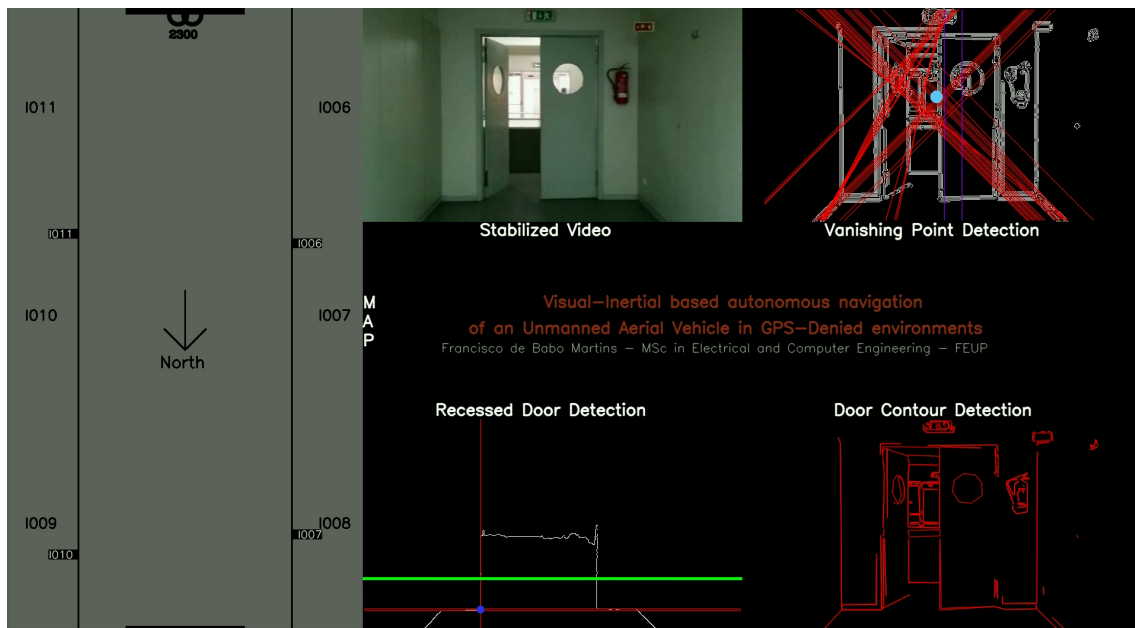 2300
I011
I006
I011
I006
I010
I007
North
I009
I008
I010
I007
Stabilized Video
Vanishing Point Detection
M
A
P
Visual-Inertial based autonomous navigation
of an Unmanned Aerial Vehicle in GPS-Denied environments
Francisco de Babo Martins - MSc in Electrical and Computer Engineering - FEUP
Recessed Door Detection
Door Contour Detection